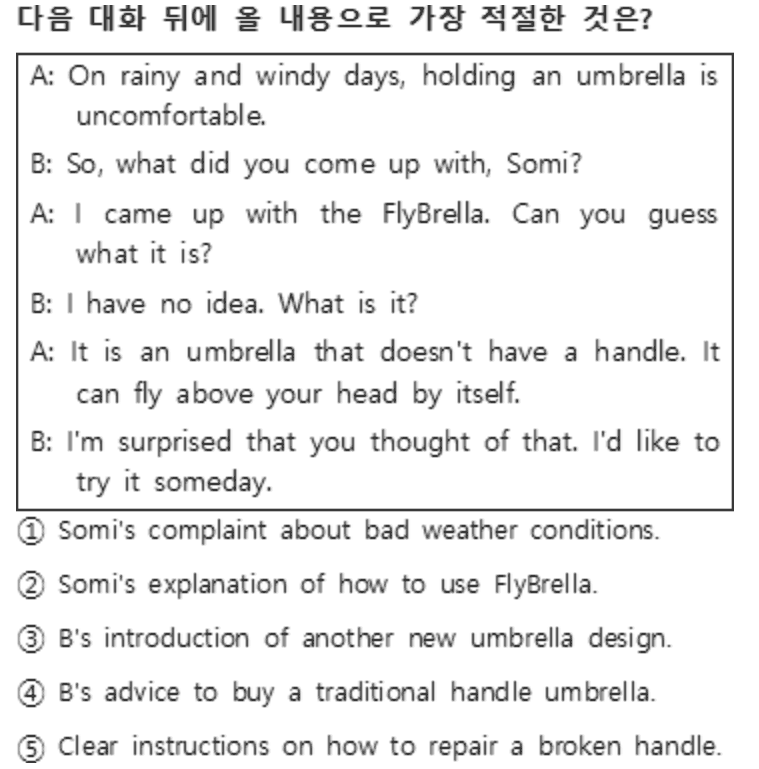 다음 대화 뒤에 올 내용으로 가장 적절한 것은?
A: On rainy and windy days, holding an umbrella is
uncomfortable.
B: So, what did you come up with, Somi?
A: I came up with the FlyBrella. Can you guess
what it is?
B: I have no idea. What is it?
A: It is an umbrella that doesn't have a handle. It
can fly above your head by itself.
B: I'm surprised that you thought of that. I'd like to
try it someday.
① Somi's complaint about bad weather conditions.
② Somi's explanation of how to use FlyBrella.
③ B's introduction of another new umbrella design.
④ B's advice to buy a traditional handle umbrella.
⑤ Clear instructions on how to repair a broken handle.